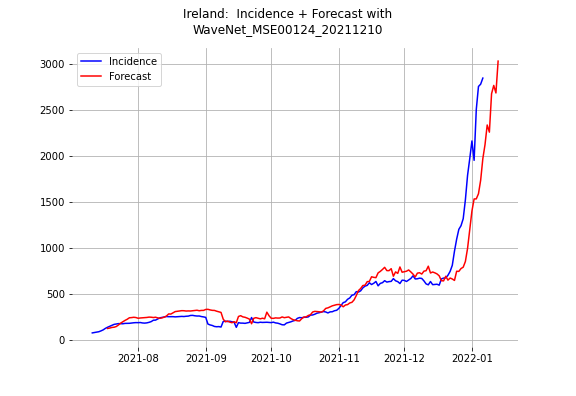 Ireland:  Incidence + Forecast with
WaveNet_MSE00124_20211210
Incidence
Forecast
3000
2500
2000
1500
1000
500
0
2021-08 2021-09 2021-10 2021-11 2021-12 2022-01